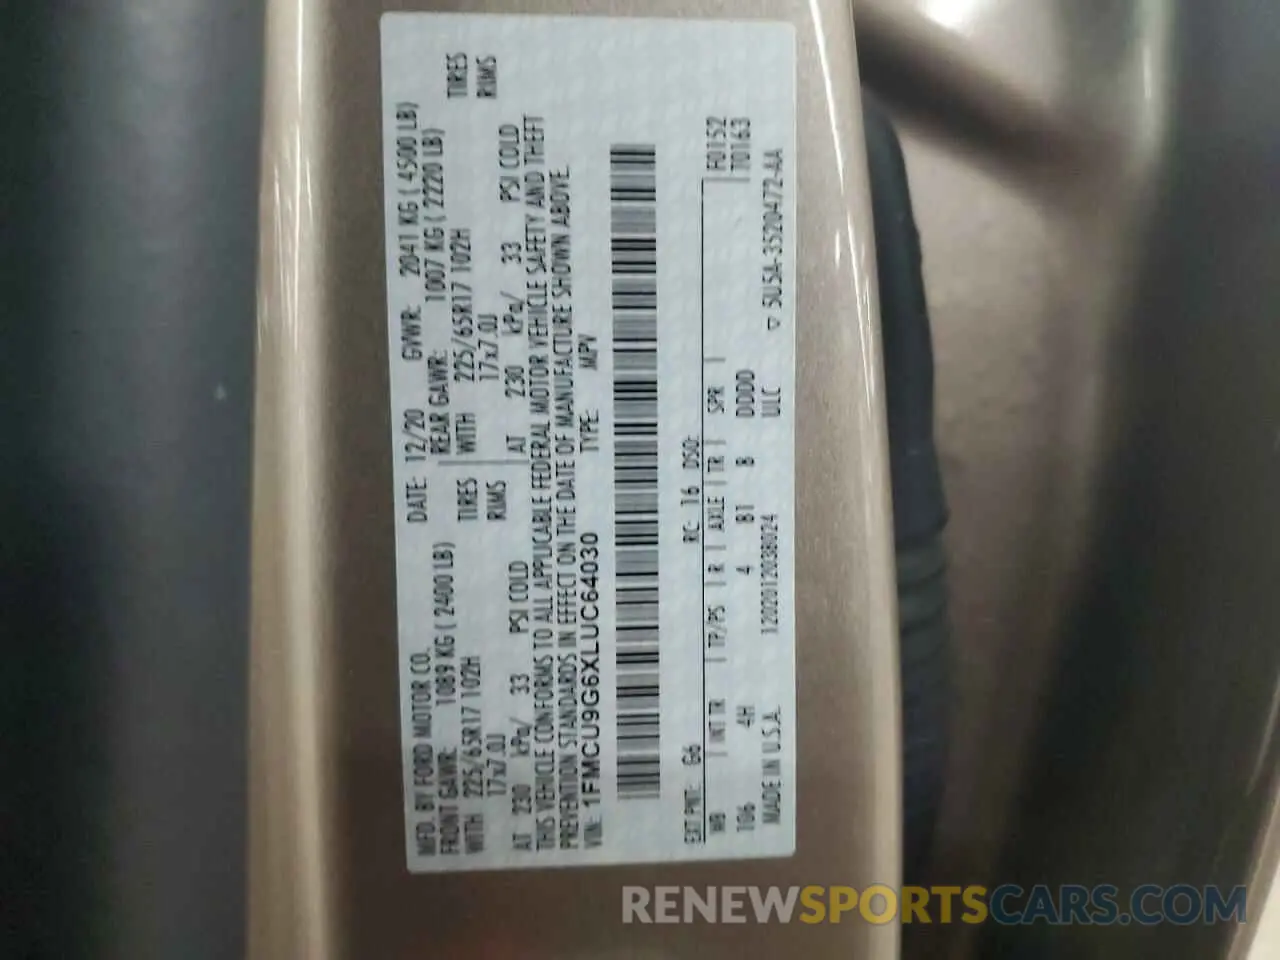 MFD. BY FORD MOTOR CO. DATE: 12/20 GVWR: 2041 KG ( 4500 LB)
FRONT GAWR: 1089 KG ( 2400 LB) REAR GAWR: 1007 KG ( 2220 LB)
WITH 225/65R17 102H TIRES WITH 225/65R17 102H TIRES
17x7.0J RIMS 17x7.0J RIMS
AT 230 kPa/ 33 PSI COLD AT 230 kPa/ 33 PSI COLD
THIS VEHICLE CONFORMS TO ALL APPLICABLE FEDERAL MOTOR VEHICLE SAFETY AND THEFT
PREVENTION STANDARDS IN EFFECT ON THE DATE OF MANUFACTURE SHOWN ABOVE.
VIN: 1FMCU9G6XLUC64030 TYPE: MPV
EXT PNT: G6 RC: 16 DSO: F0152
WB | INT TR | TP/PS | R | AXLE | TR | SPR | T0163
106 4H 4 B1 B DDDD
MADE IN U.S.A. ULC ▽ 5U5A-3520472-AA
RENEWSPORTSCARS.COM